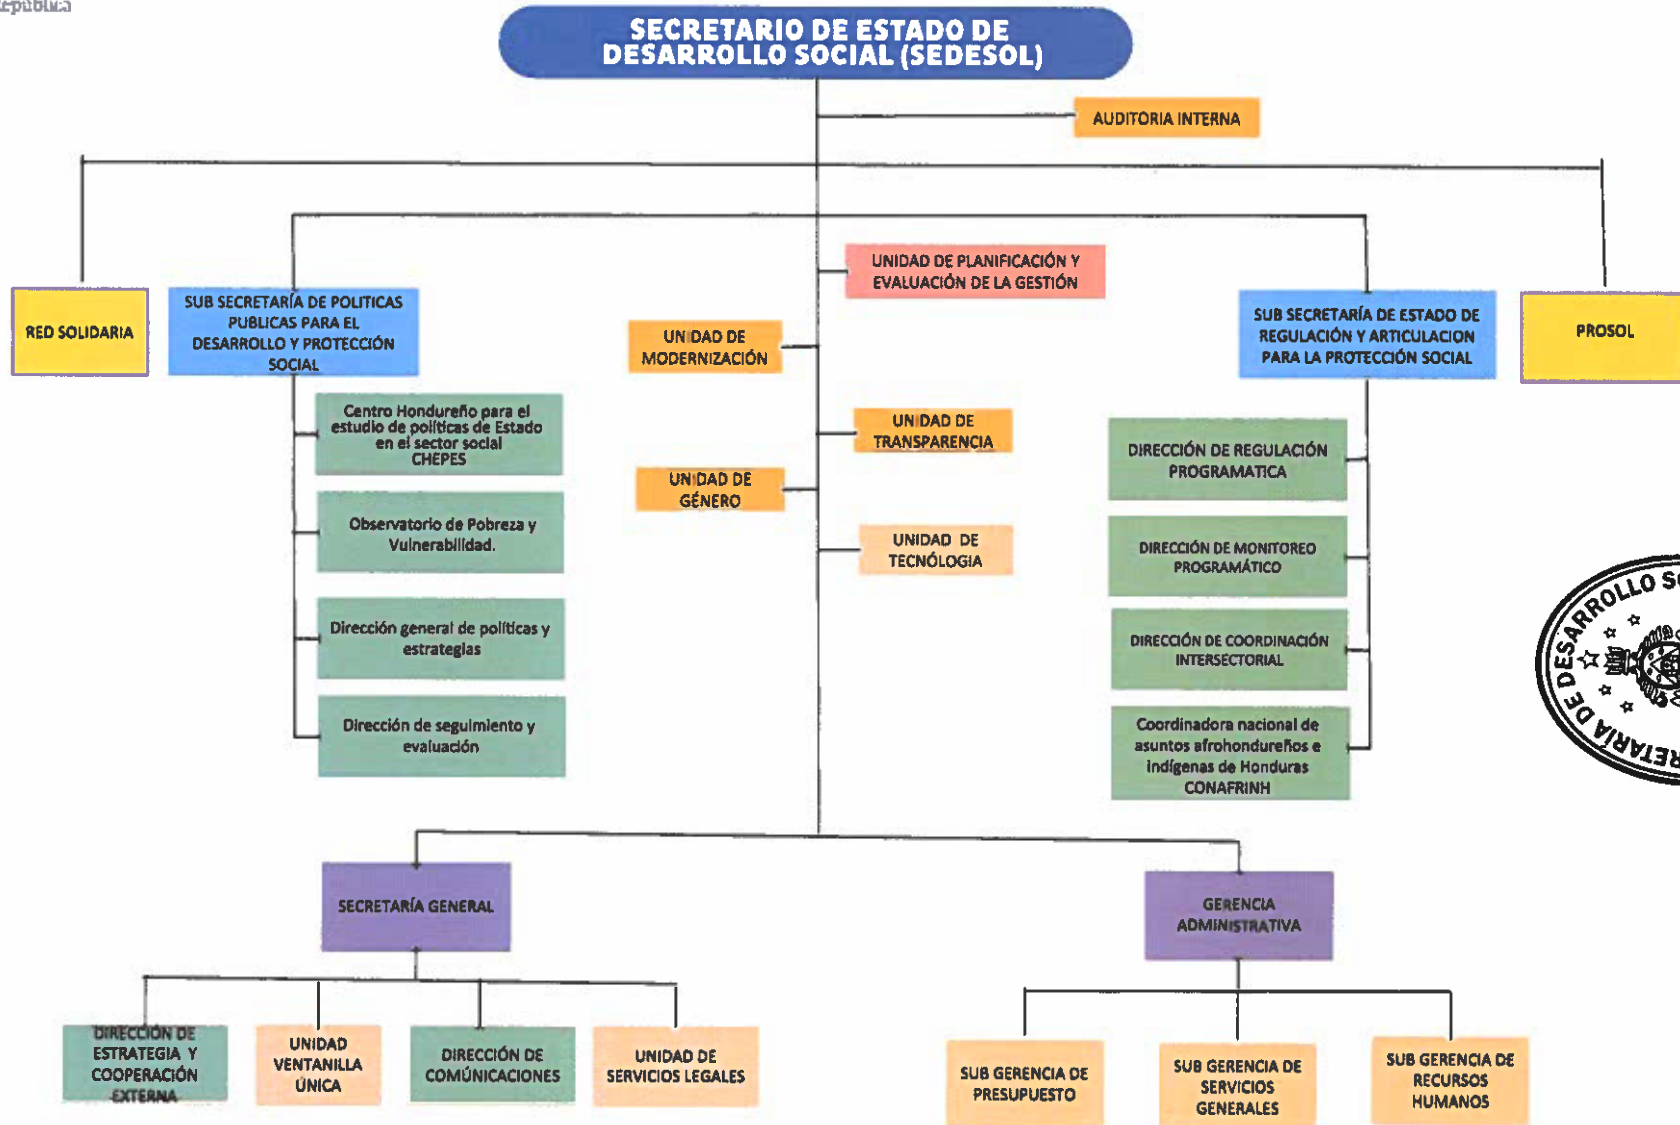 República
SECRETARIO DE ESTADO DE
DESARROLLO SOCIAL (SEDESOL)
AUDITORIA INTERNA
RED SOLIDARIA
SUB SECRETARÍA DE POLITICAS
PUBLICAS PARA EL
DESARROLLO Y PROTECCIÓN
SOCIAL
UNIDAD DE PLANIFICACIÓN Y
EVALUACIÓN DE LA GESTIÓN
SUB SECRETARÍA DE ESTADO DE
REGULACIÓN Y ARTICULACION
PARA LA PROTECCIÓN SOCIAL
PROSOL
UNIDAD DE
MODERNIZACIÓN
UNIDAD DE
TRANSPARENCIA
UNIDAD DE
GÉNERO
UNIDAD DE
TECNÓLOGIA
Centro Hondureño para el
estudio de políticas de Estado
en el sector social
CHEPES
Observatorio de Pobreza y
Vulnerabilidad.
Dirección general de políticas y
estrategias
Dirección de seguimiento y
evaluación
DIRECCIÓN DE REGULACIÓN
PROGRAMATICA
DIRECCIÓN DE MONITOREO
PROGRAMÁTICO
DIRECCIÓN DE COORDINACIÓN
INTERSECTORIAL
Coordinadora nacional de
asuntos afrohondureños e
indígenas de Honduras
CONAFRINH
RETARÍA DE DESARROLLO SO
SECRETARÍA GENERAL
GERENCIA
ADMINISTRATIVA
DIRECCIÓN DE
ESTRATEGIA Y
COOPERACIÓN
EXTERNA
UNIDAD
VENTANILLA
ÚNICA
DIRECCIÓN DE
COMÚNICACIONES
UNIDAD DE
SERVICIOS LEGALES
SUB GERENCIA DE
PRESUPUESTO
SUB GERENCIA DE
SERVICIOS
GENERALES
SUB GERENCIA DE
RECURSOS
HUMANOS